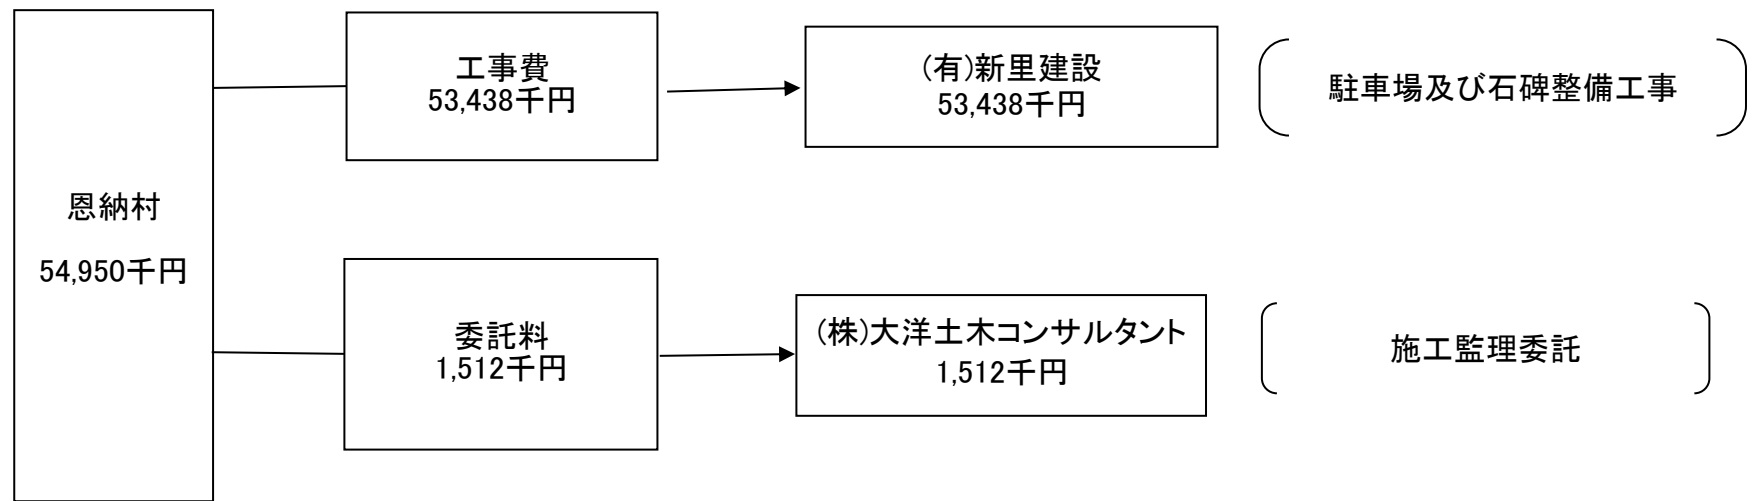 恩納村
54,950千円
工事費
53,438千円
(有)新里建設
53,438千円
駐車場及び石碑整備工事
委託料
1,512千円
(株)大洋土木コンサルタント
1,512千円
施工監理委託